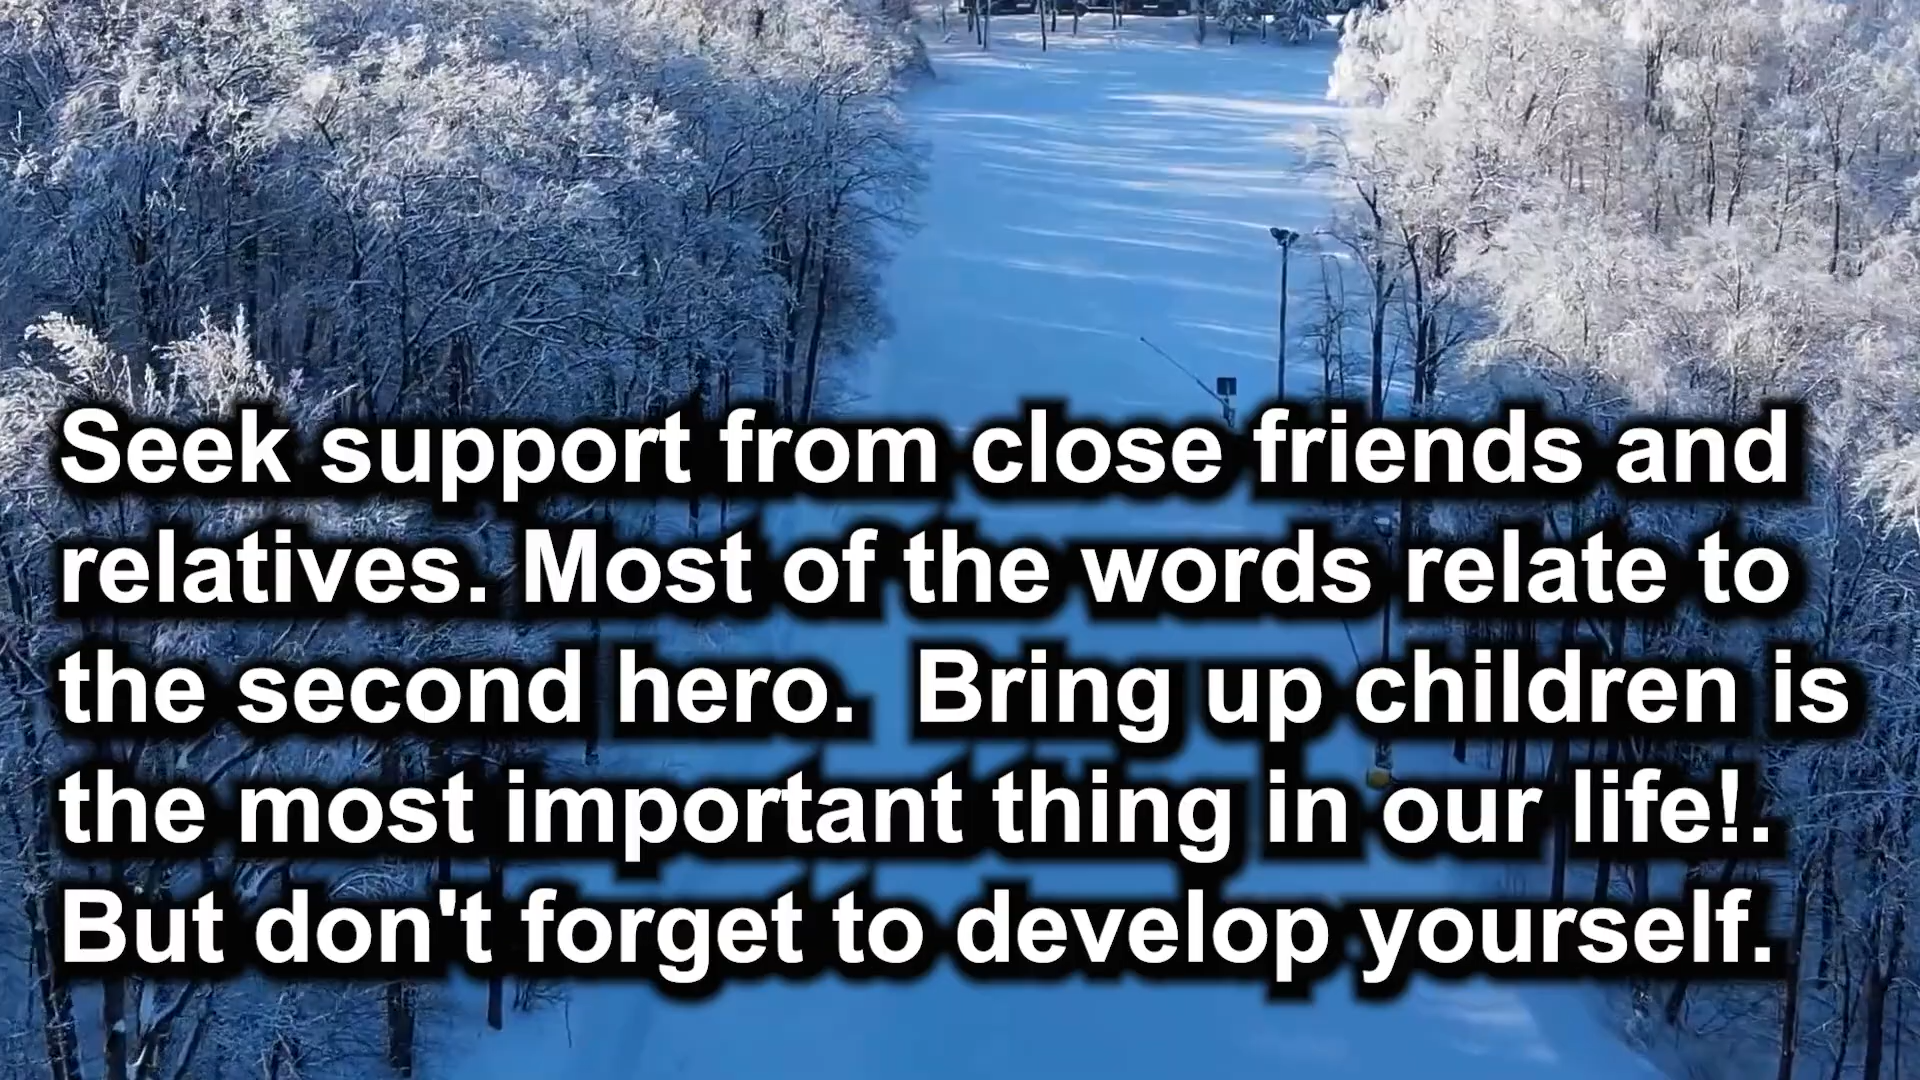 Seek support from close friends and
relatives. Most of the words relate to
the second hero.  Bring up children is
the most important thing in our life!.
But don't forget to develop yourself.